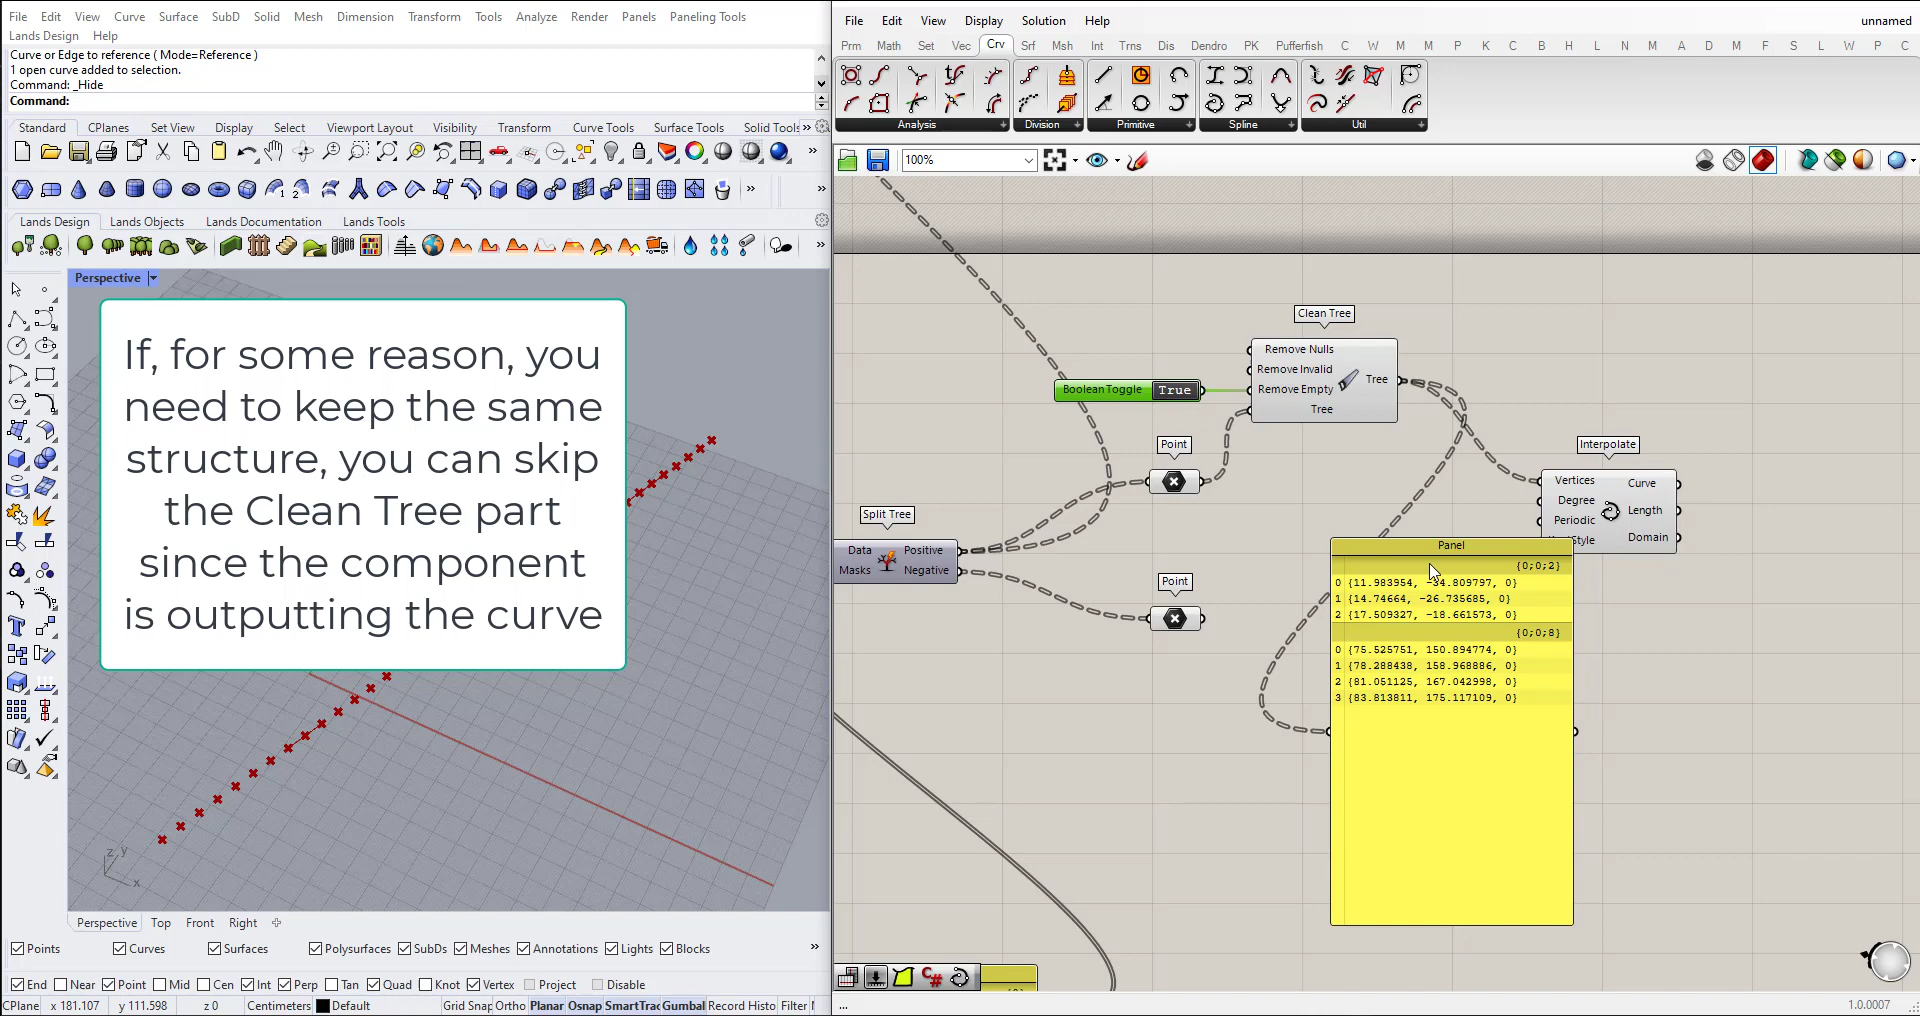 File Edit View Curve Surface SubD Solid Mesh Dimension Transform Tools Analyze Render Panels Paneling Tools
Lands Design Help
Curve or Edge to reference ( Mode=Reference )
1 open curve added to selection.
Command: _Hide
Command:
Standard CPlanes Set View Display Select Viewport Layout Visibility Transform Curve Tools Surface Tools Solid Tools
Lands Design Lands Objects Lands Documentation Lands Tools
Perspective
If, for some reason, you
need to keep the same
structure, you can skip
the Clean Tree part
since the component
is outputting the curve
z y
x
Perspective Top Front Right
Points Curves Surfaces Polysurfaces SubDs Meshes Annotations Lights Blocks
End Near Point Mid Cen Int Perp Tan Quad Knot Vertex Project Disable
CPlane x 181.107 y 111.598 z 0 Centimeters Default Grid Snap Ortho Planar Osnap SmartTrac Gumbal Record Histo Filter
File Edit View Display Solution Help unnamed
Prm Math Set Vec Crv Srf Msh Int Trns Dis Dendro PK Pufferfish C W M M P K E C B H L N M A D M F S L W P C
Analysis Division Primitive Spline Util
100%
Clean Tree
Remove Nulls
Remove Invalid
Remove Empty
Tree
Tree
Boolean Toggle True
Point
Split Tree
Data Positive
Masks Negative
Point
Interpolate
Vertices Curve
Degree Length
Periodic
Style Domain
Panel
{0;0;2}
0 {11.983954, -34.809797, 0}
1 {14.74664, -26.735685, 0}
2 {17.509327, -18.661573, 0}
{0;0;8}
0 {75.525751, 150.894774, 0}
1 {78.288438, 158.968886, 0}
2 {81.051125, 167.042998, 0}
3 {83.813811, 175.117109, 0}
...
1.0.0007